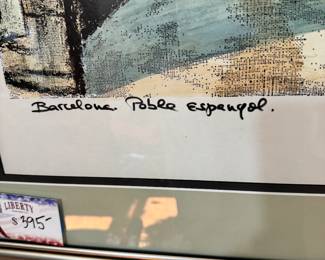 Barcelona. Poble espanyol.
LIBERTY
$395-